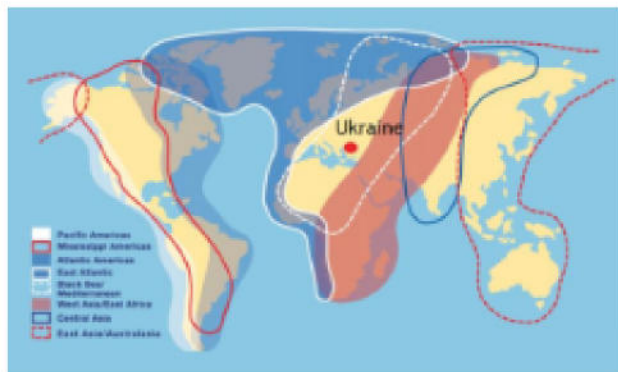 Ukraine
Pacific Americas
Mississippi Americas
Atlantic Americas
East Atlantic
Black Sea/
Mediterranean
West Asia/East Africa
Central Asia
East Asia/Australasia